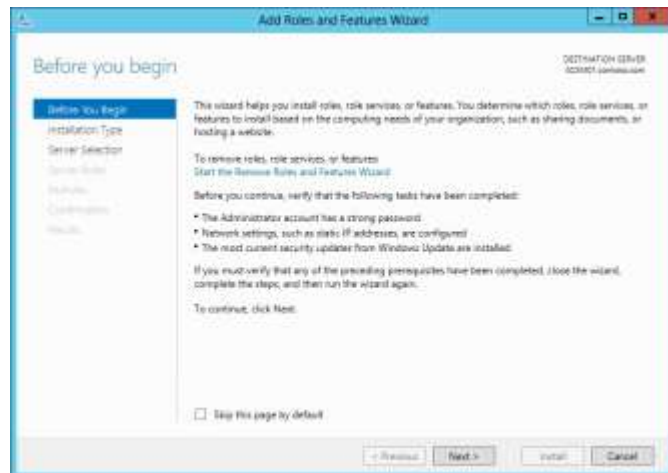 Add Roles and Features Wizard
Before you begin
DESTINATION SERVER
Before You Begin
Installation Type
Server Selection
Server Roles
Features
Confirmation
Results
This wizard helps you install roles, role services, or features. You determine which roles, role services, or
features to install based on the computing needs of your organization, such as sharing documents, or
hosting a website.
To remove roles, role services, or features:
Start the Remove Roles and Features Wizard
Before you continue, verify that the following tasks have been completed:
• The Administrator account has a strong password
• Network settings, such as static IP addresses, are configured
• The most current security updates from Windows Update are installed
If you must verify that any of the preceding prerequisites have been completed, close the wizard,
complete the steps, and then run the wizard again.
To continue, click Next.
Skip this page by default
< Previous
Next >
Install
Cancel